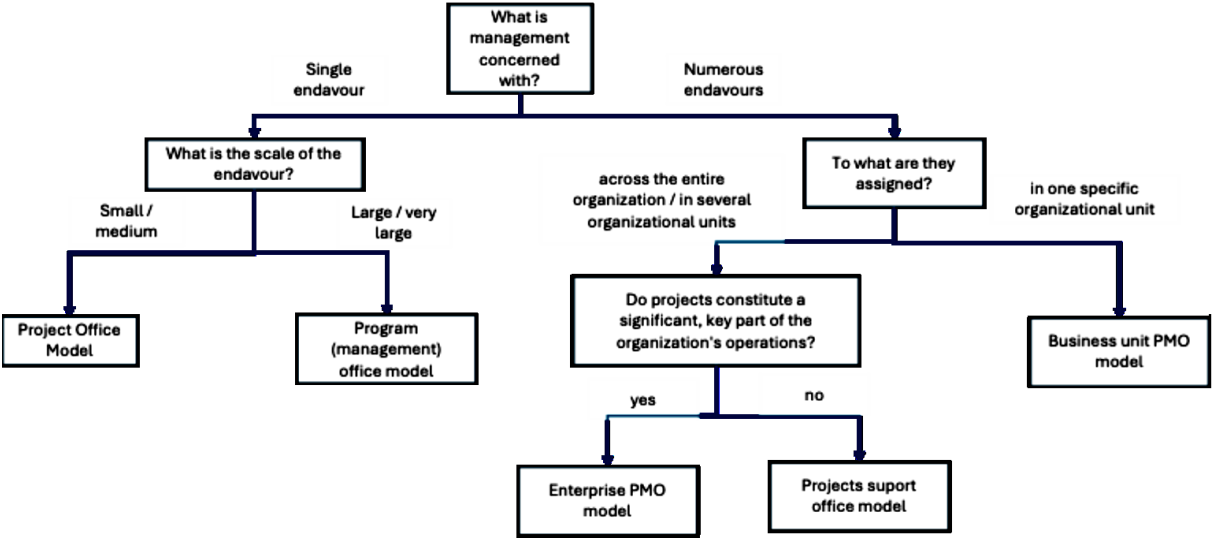 What is
management
concerned
with?
Single
endavour
Numerous
endavours
What is the scale of the
endavour?
To what are they
assigned?
across the entire
organization / in several
organizational units
in one specific
organizational unit
Small /
medium
Large / very
large
Do projects constitute a
significant, key part of the
organization's operations?
Project Office
Model
Program
(management)
office model
Business unit PMO
model
yes
no
Enterprise PMO
model
Projects suport
office model